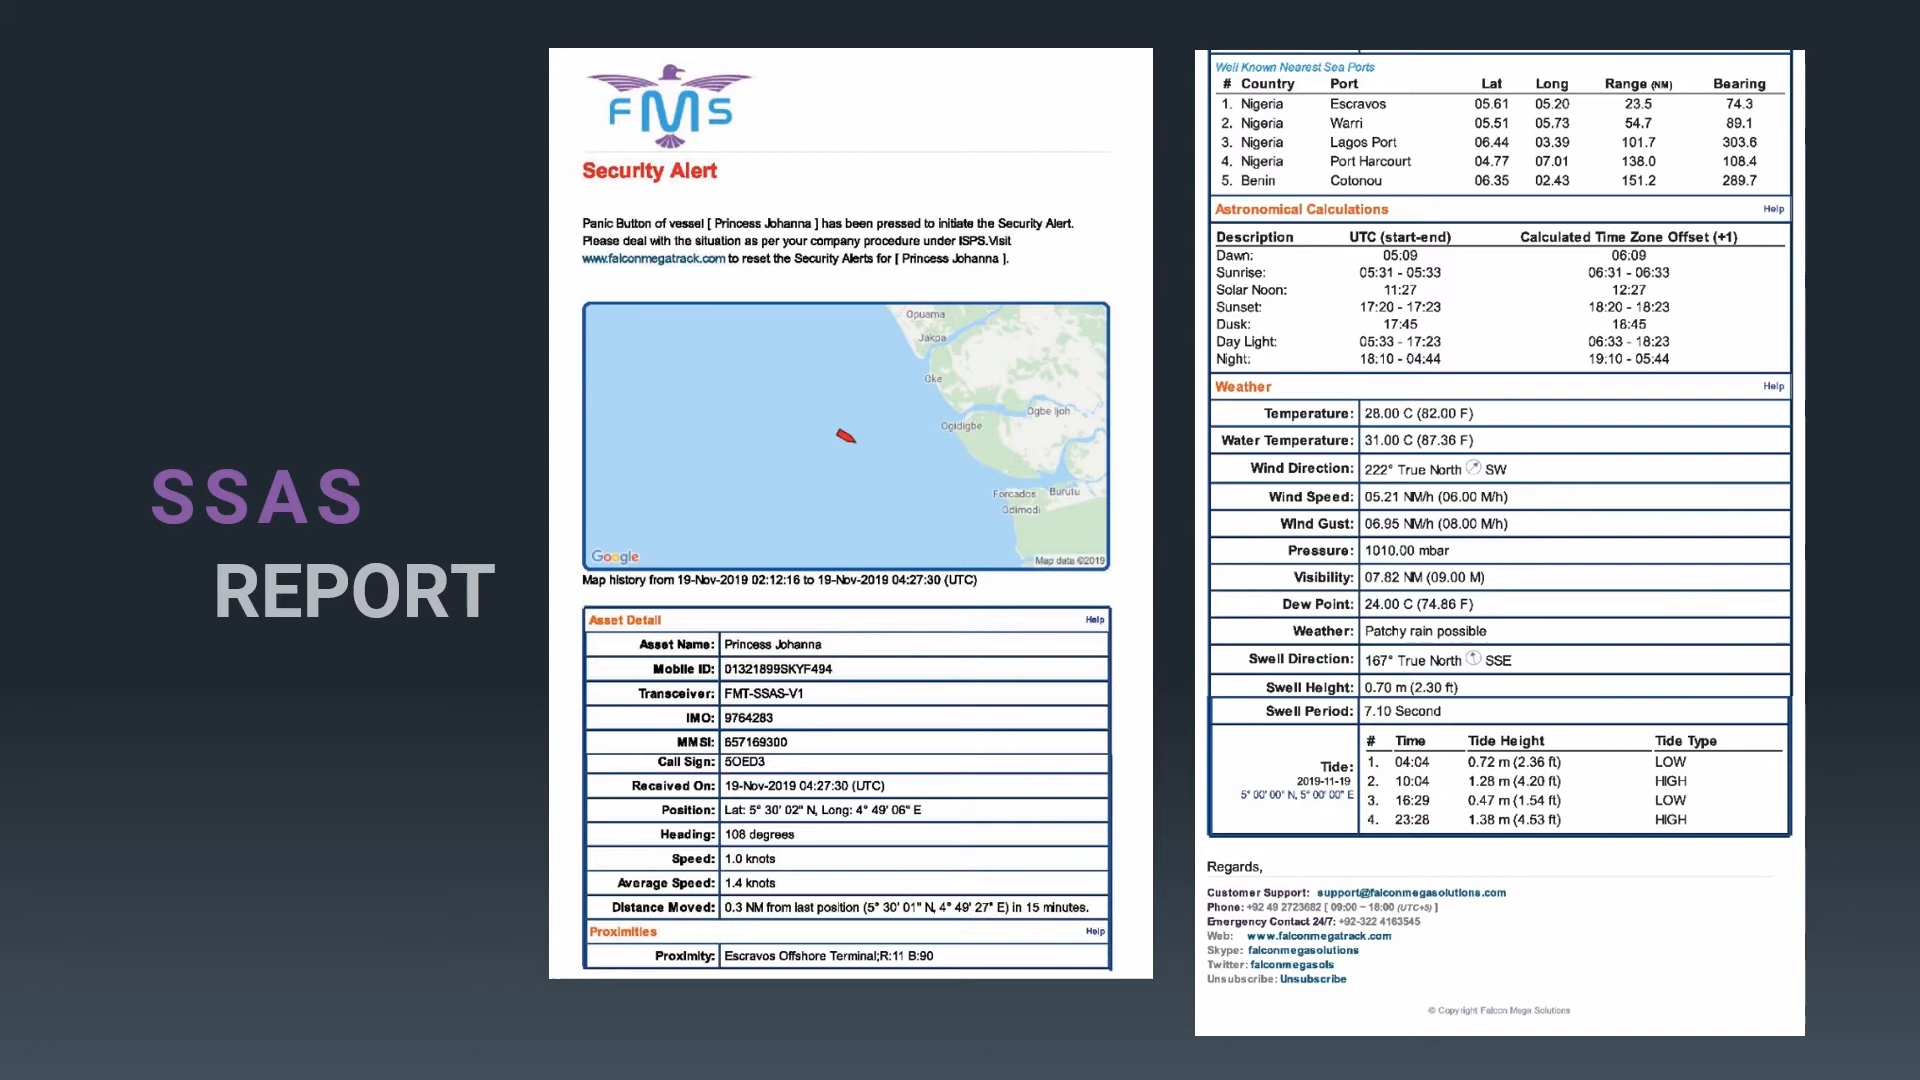 SSAS
REPORT
FMS
Security Alert
Panic Button of vessel [ Princess Johanna ] has been pressed to initiate the Security Alert.
Please deal with the situation as per your company procedure under ISPS.Visit
www.falconmegatrack.com to reset the Security Alerts for [ Princess Johanna ].
Opuama
Jakpa
Oke
Ogbe Ijoh
Ogidigbe
Forcados Burutu
Odimodi
Google
Map data ©2019
Map history from 19-Nov-2019 02:12:16 to 19-Nov-2019 04:27:30 (UTC)
Asset Detail Help
Asset Name: Princess Johanna
Mobile ID: 01321899SKYF494
Transceiver: FMT-SSAS-V1
IMO: 9764283
MMSI: 657169300
Call Sign: 5OED3
Received On: 19-Nov-2019 04:27:30 (UTC)
Position: Lat: 5° 30' 02" N, Long: 4° 49' 06" E
Heading: 108 degrees
Speed: 1.0 knots
Average Speed: 1.4 knots
Distance Moved: 0.3 NM from last position (5° 30' 01" N, 4° 49' 27" E) in 15 minutes.
Proximities Help
Proximity: Escravos Offshore Terminal;R:11 B:90
Well Known Nearest Sea Ports
# Country Port Lat Long Range (NM) Bearing
1. Nigeria Escravos 05.61 05.20 23.5 74.3
2. Nigeria Warri 05.51 05.73 54.7 89.1
3. Nigeria Lagos Port 06.44 03.39 101.7 303.6
4. Nigeria Port Harcourt 04.77 07.01 138.0 108.4
5. Benin Cotonou 06.35 02.43 151.2 289.7
Astronomical Calculations Help
Description UTC (start-end) Calculated Time Zone Offset (+1)
Dawn: 05:09 06:09
Sunrise: 05:31 - 05:33 06:31 - 06:33
Solar Noon: 11:27 12:27
Sunset: 17:20 - 17:23 18:20 - 18:23
Dusk: 17:45 18:45
Day Light: 05:33 - 17:23 06:33 - 18:23
Night: 18:10 - 04:44 19:10 - 05:44
Weather Help
Temperature: 28.00 C (82.00 F)
Water Temperature: 31.00 C (87.36 F)
Wind Direction: 222° True North SW
Wind Speed: 05.21 NM/h (06.00 M/h)
Wind Gust: 06.95 NM/h (08.00 M/h)
Pressure: 1010.00 mbar
Visibility: 07.82 NM (09.00 M)
Dew Point: 24.00 C (74.86 F)
Weather: Patchy rain possible
Swell Direction: 167° True North SSE
Swell Height: 0.70 m (2.30 ft)
Swell Period: 7.10 Second
Tide:
2019-11-19
5° 00' 00" N, 5° 00' 00" E
# Time Tide Height Tide Type
1. 04:04 0.72 m (2.36 ft) LOW
2. 10:04 1.28 m (4.20 ft) HIGH
3. 16:29 0.47 m (1.54 ft) LOW
4. 23:28 1.38 m (4.53 ft) HIGH
Regards,
Customer Support: support@falconmegasolutions.com
Phone: +92 49 2723682 [ 09:00 ~ 18:00 (UTC+5) ]
Emergency Contact 24/7: +92-322 4163545
Web: www.falconmegatrack.com
Skype: falconmegasolutions
Twitter: falconmegasols
Unsubscribe: Unsubscribe
© Copyright Falcon Mega Solutions